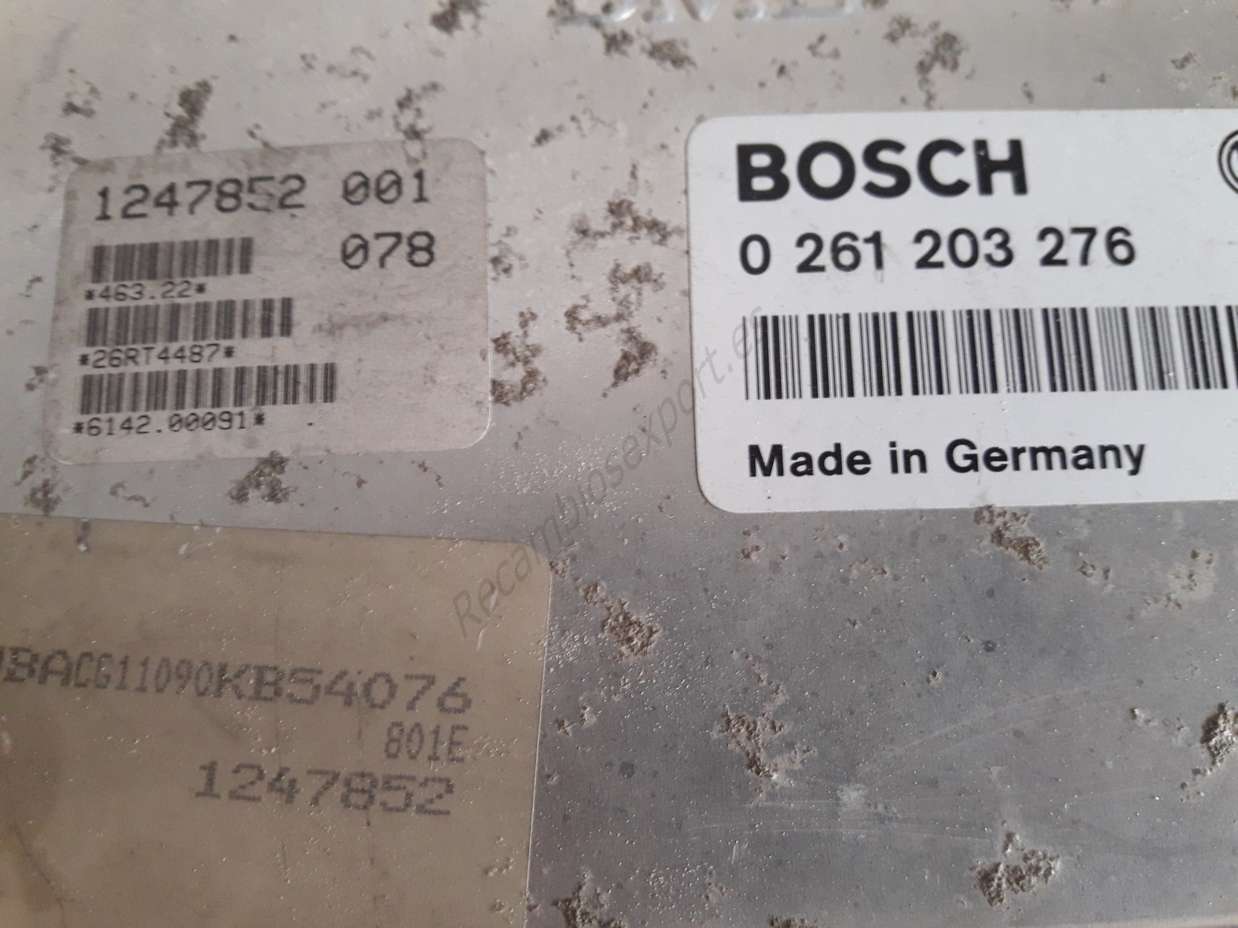 1247852 001
078
*463.22*
*26RT4487*
*6142.00091*
BOSCH
0 261 203 276
Made in Germany
Recambiosexport.es
WBACG11090KB54076
801E
1247852